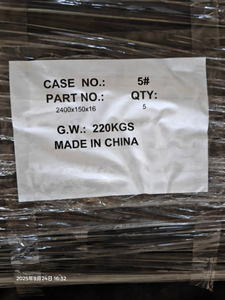 CASE NO.: 5#
PART NO.: QTY:
2400x150x16 5
G.W.: 220KGS
MADE IN CHINA
2025年9月24日 16:32